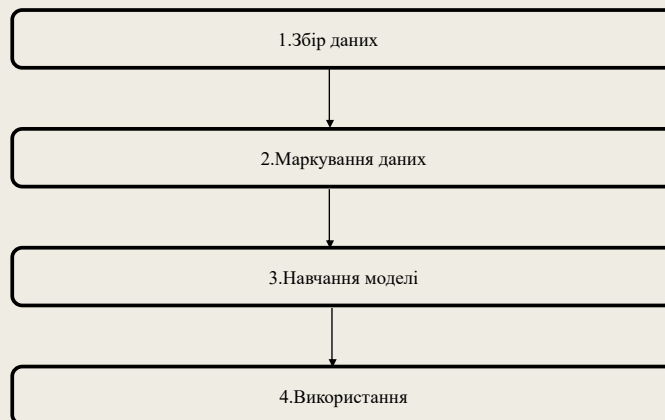 1.Збір даних
2.Маркування даних
3.Навчання моделі
4.Використання